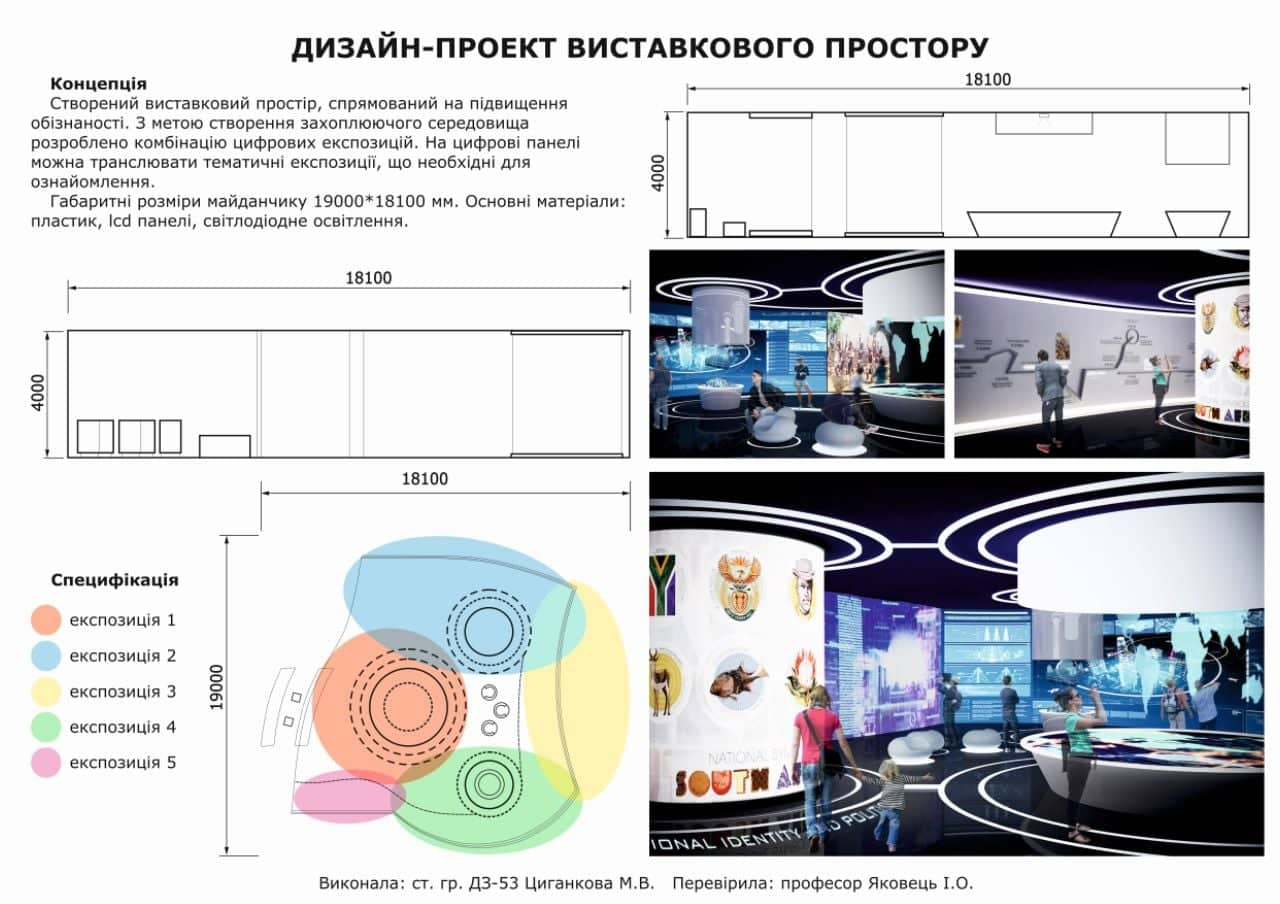 ДИЗАЙН-ПРОЕКТ ВИСТАВКОВОГО ПРОСТОРУ
Концепція
Створений виставковий простір, спрямований на підвищення
обізнаності. З метою створення захоплюючого середовища
розроблено комбінацію цифрових експозицій. На цифрові панелі
можна транслювати тематичні експозиції, що необхідні для
ознайомлення.
Габаритні розміри майданчику 19000*18100 мм. Основні матеріали:
пластик, lcd панелі, світлодіодне освітлення.
18100
4000
18100
4000
18100
19000
Специфікація
експозиція 1
експозиція 2
експозиція 3
експозиція 4
експозиція 5
SOUTH AFR
NATIONAL SY
SOUTH AF
IONAL IDENTITY AND POLITI
Виконала: ст. гр. ДЗ-53 Циганкова М.В. Перевірила: професор Яковець І.О.